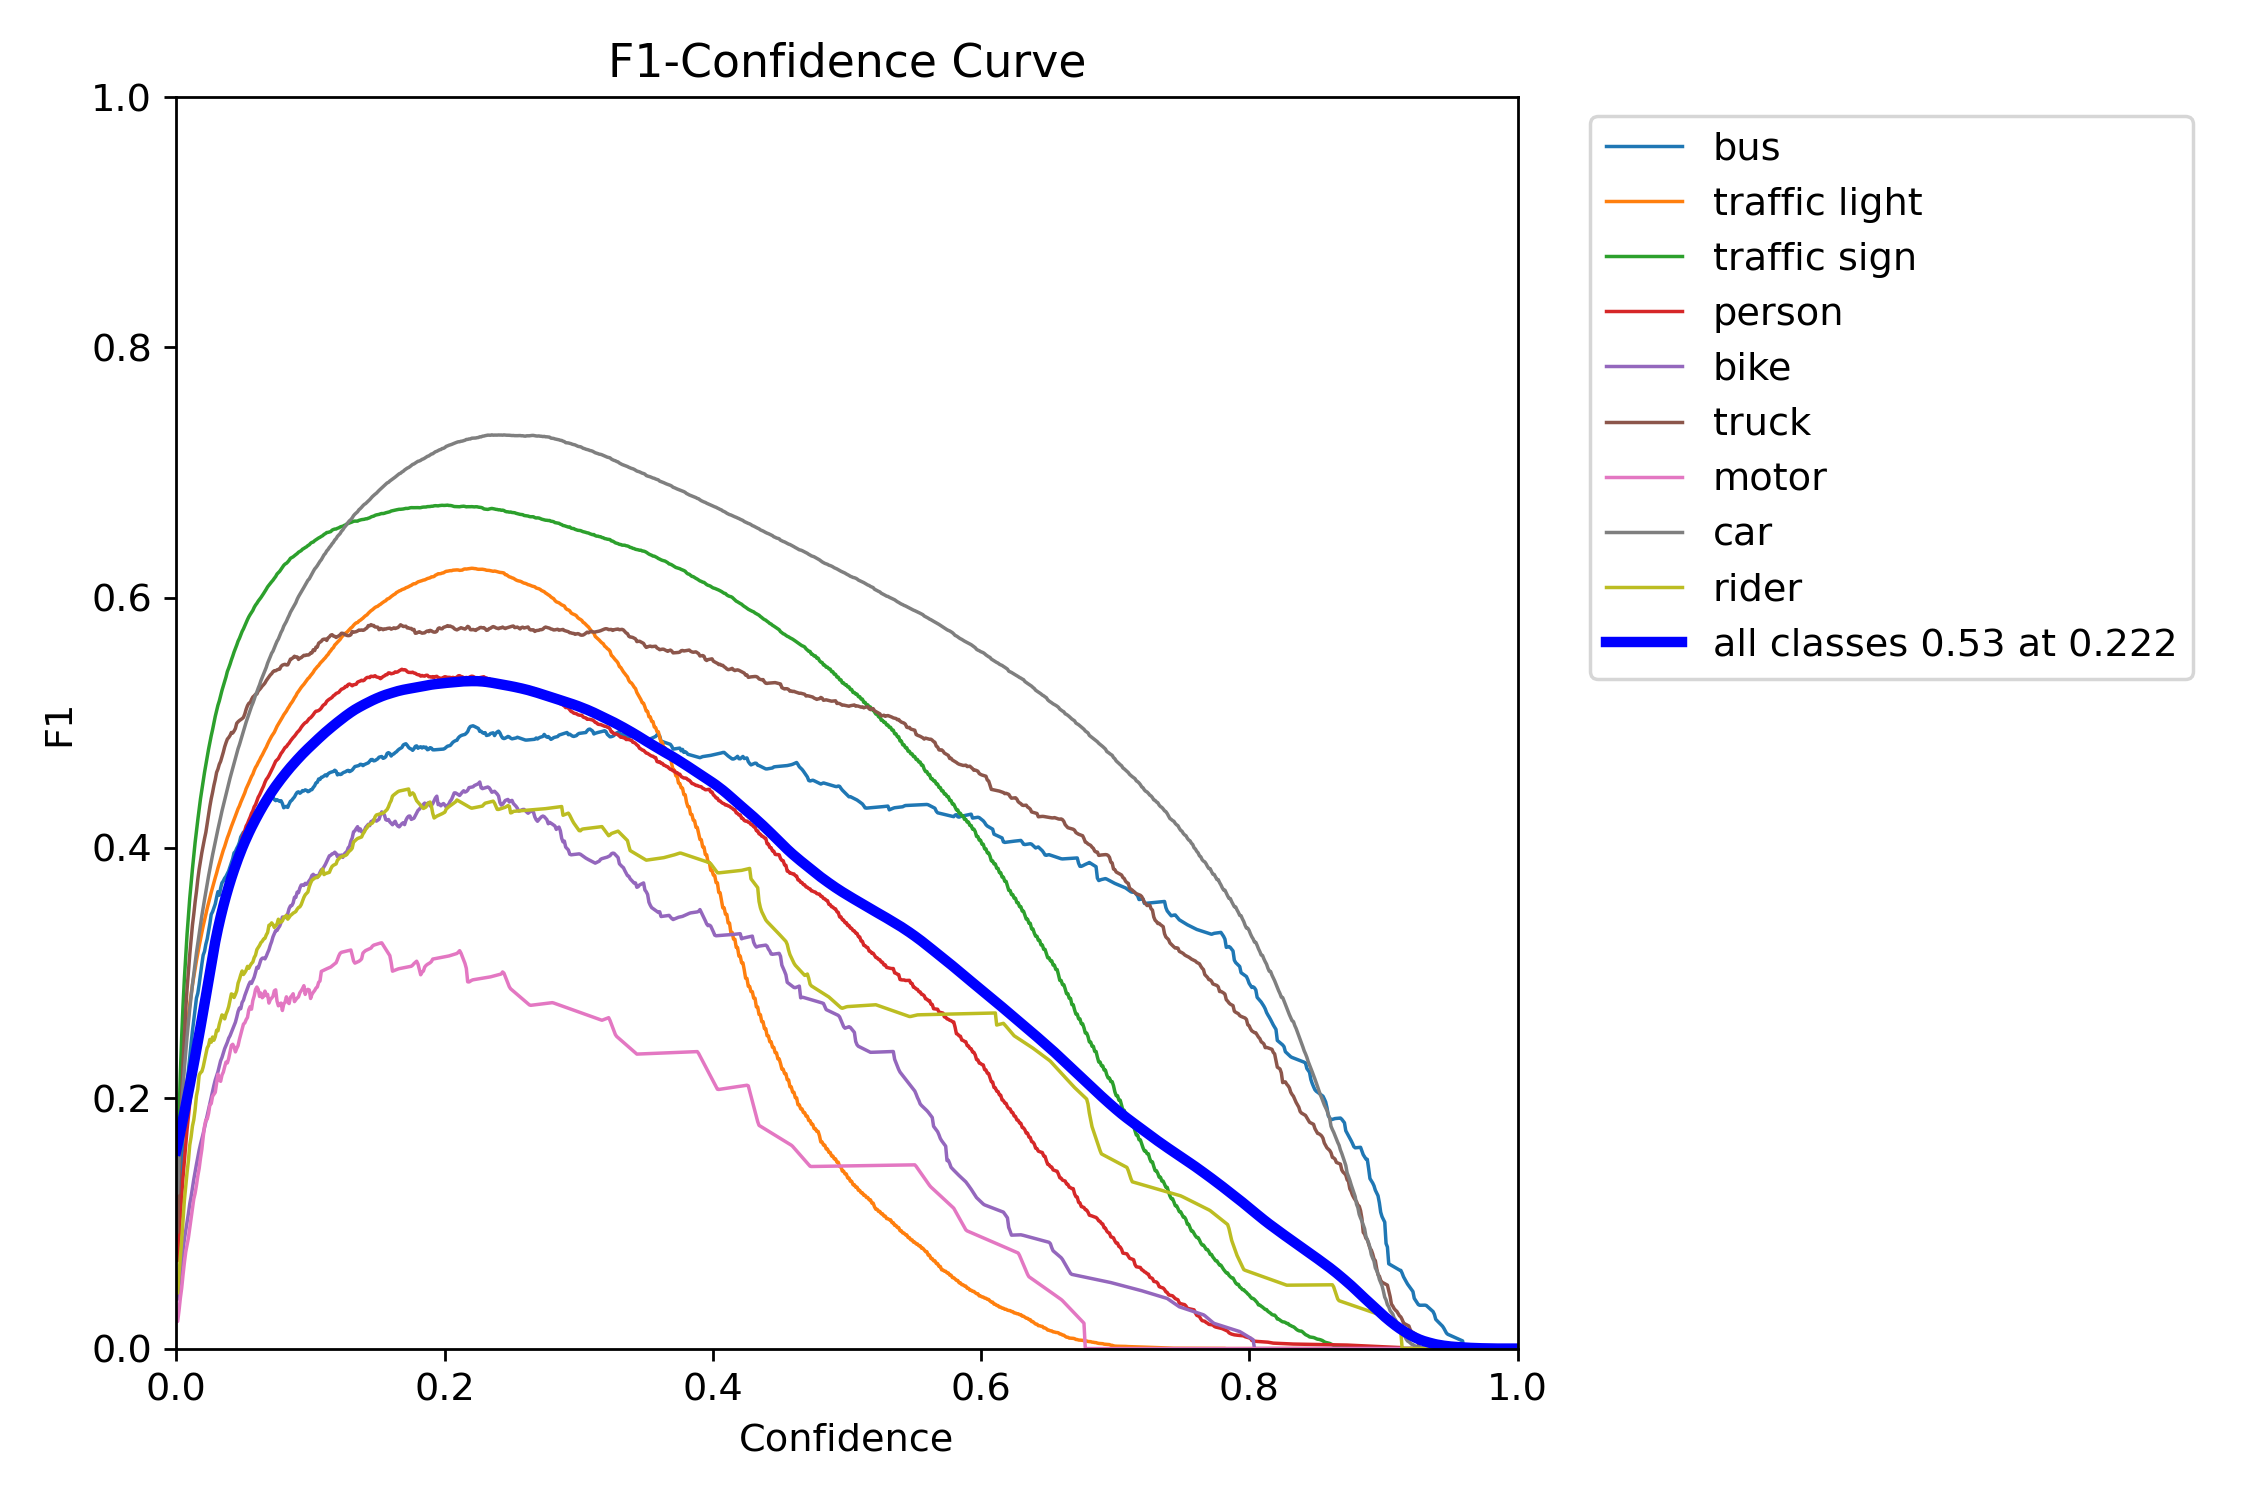 F1-Confidence Curve
1.0
0.8
0.6
0.4
0.2
0.0
F1
0.0 0.2 0.4 0.6 0.8 1.0
Confidence
bus
traffic light
traffic sign
person
bike
truck
motor
car
rider
all classes 0.53 at 0.222